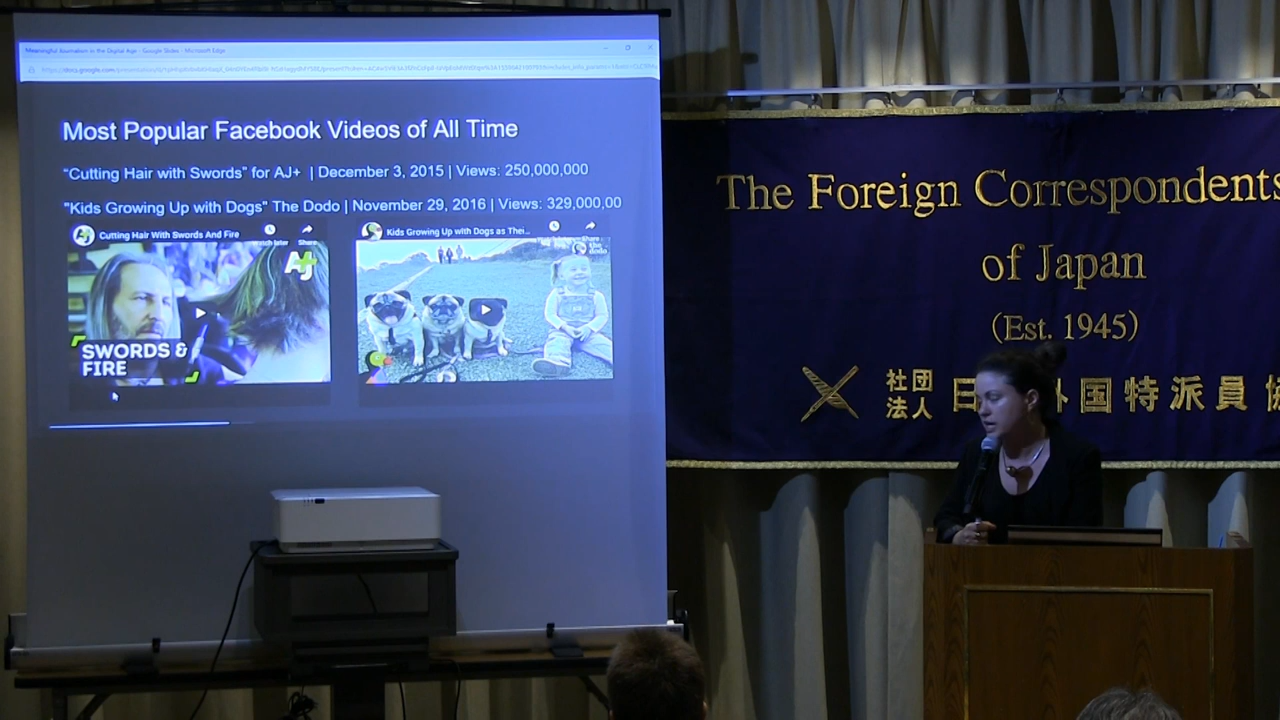 Meaningful Journalism in the Digital Age - Google Slides - Microsoft Edge
Most Popular Facebook Videos of All Time
“Cutting Hair with Swords” for AJ+ | December 3, 2015 | Views: 250,000,000
"Kids Growing Up with Dogs" The Dodo | November 29, 2016 | Views: 329,000,00
Cutting Hair With Swords And Fire
Share
AJ+
SWORDS &
FIRE
Kids Growing Up with Dogs as Thei...
Share
the
dodo
The Foreign Correspondents
of Japan
(Est. 1945)
社団
法人
日 外国特派員協